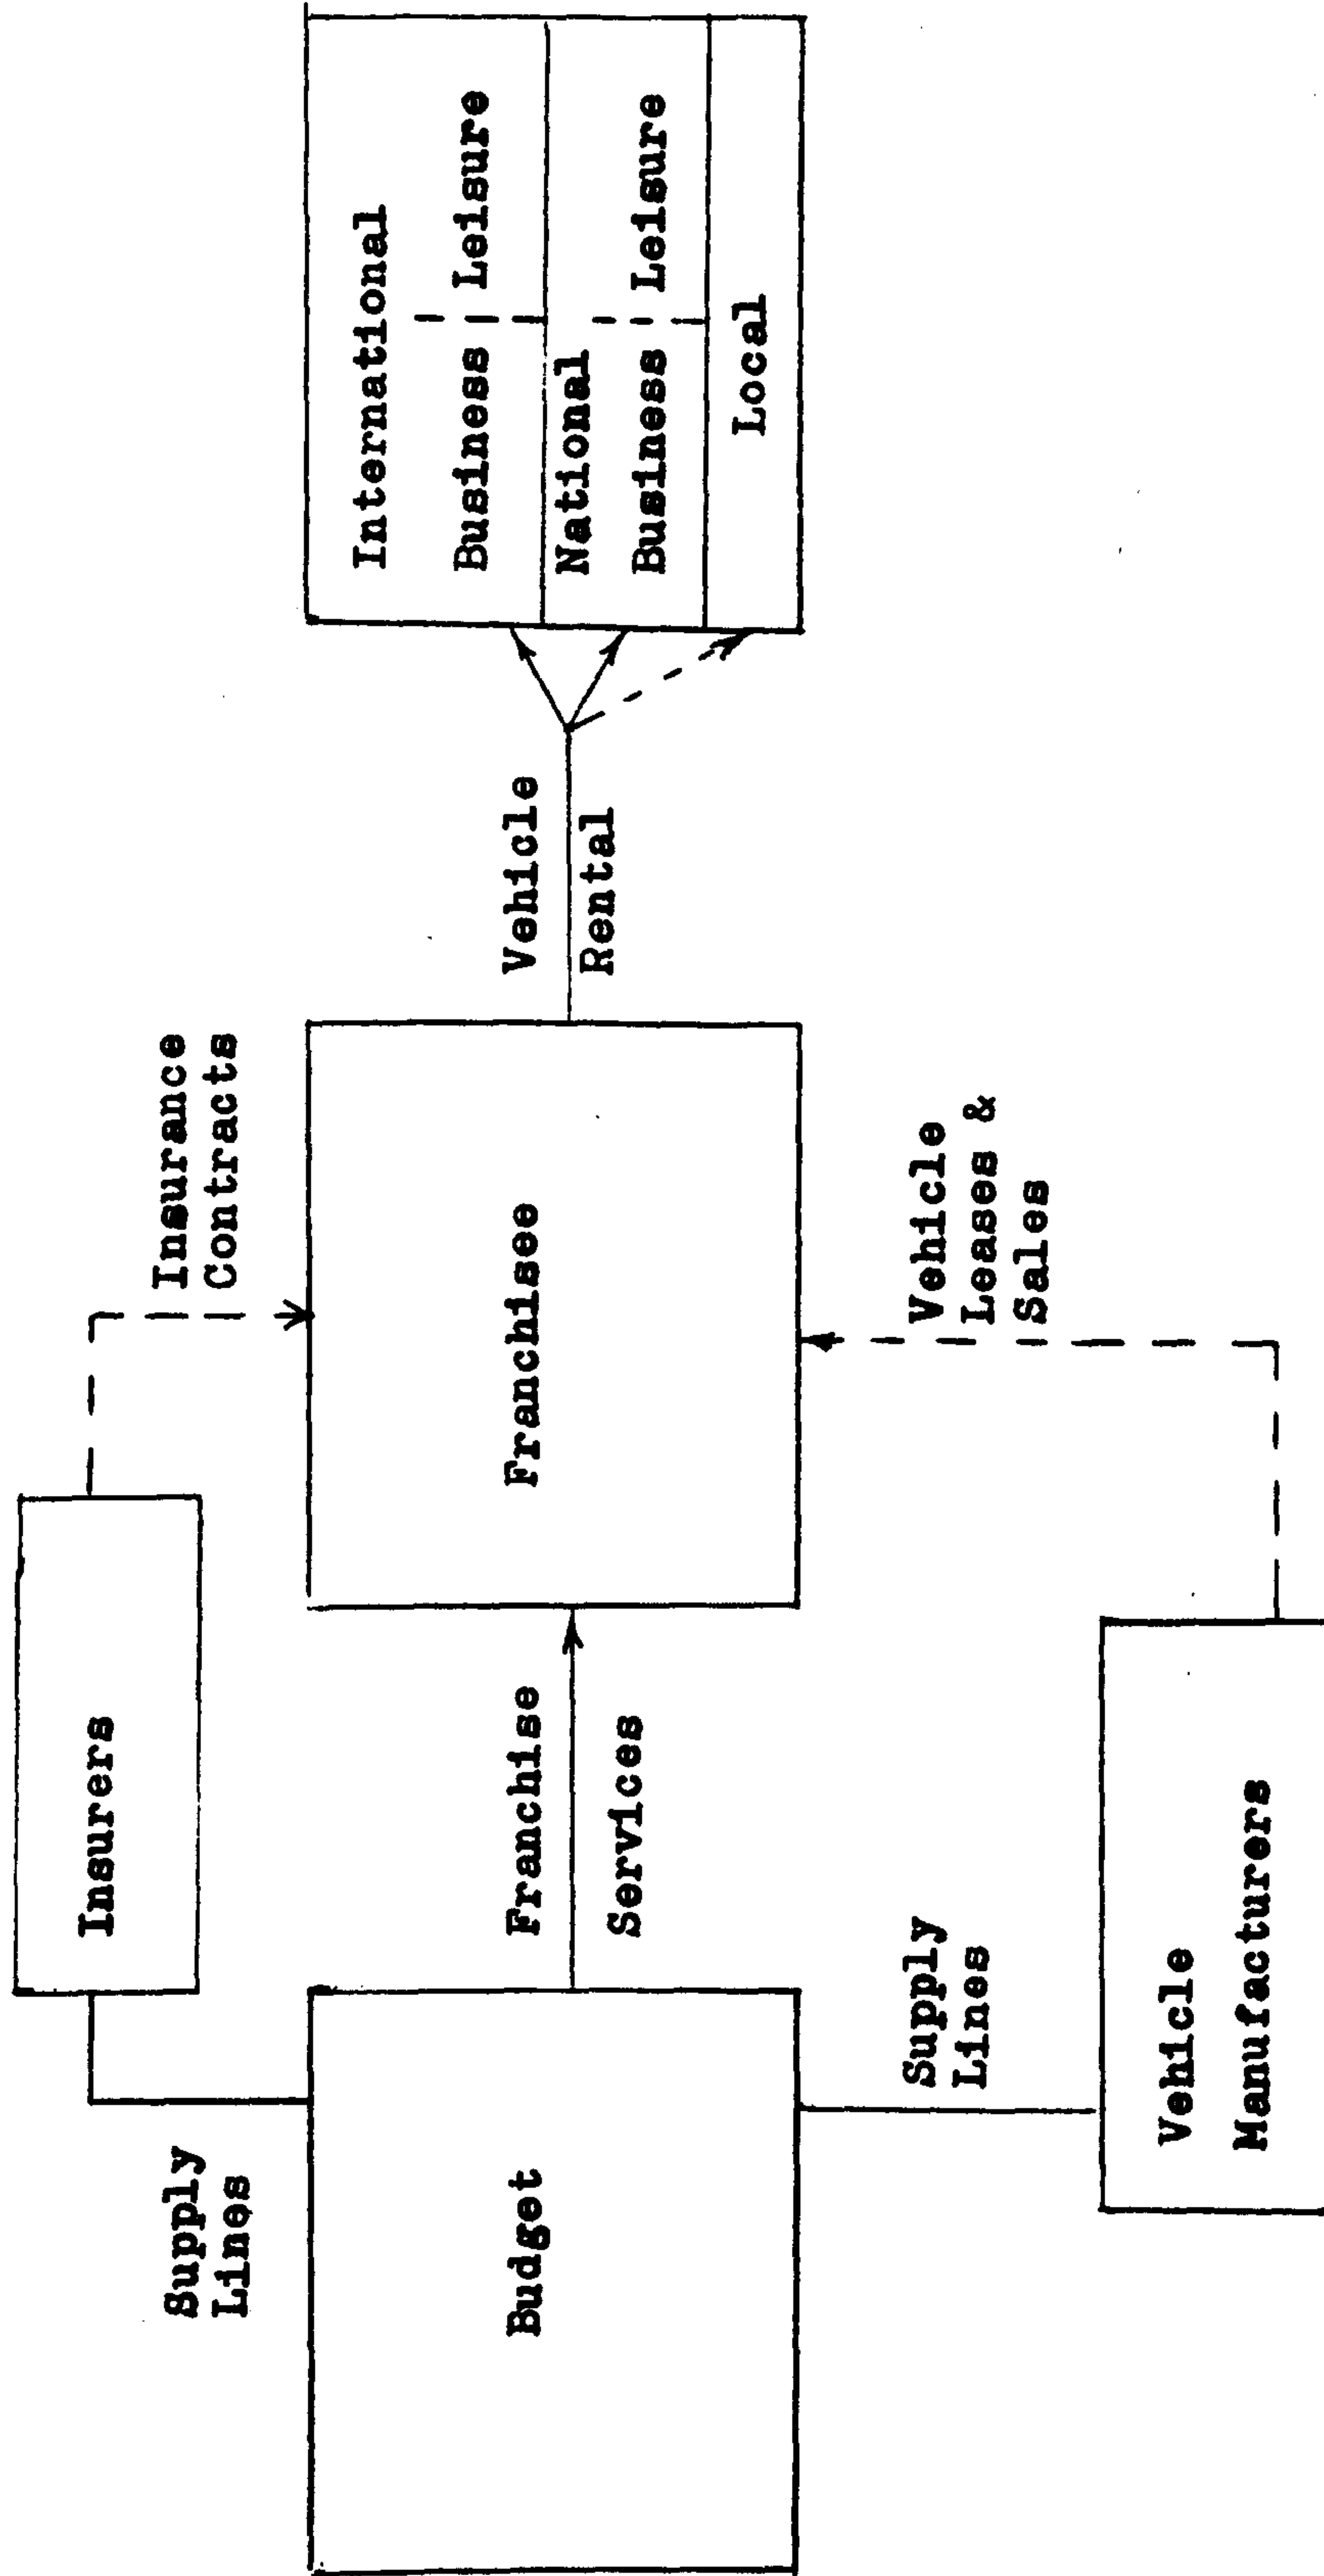 Supply
Lines
Insurers
Insurance
Contracts
Budget
Franchise
Services
Franchisee
Vehicle
Rental
International
Business Leisure
National
Business Leisure
Local
Supply
Lines
Vehicle
Manufacturers
Vehicle
Leases &
Sales